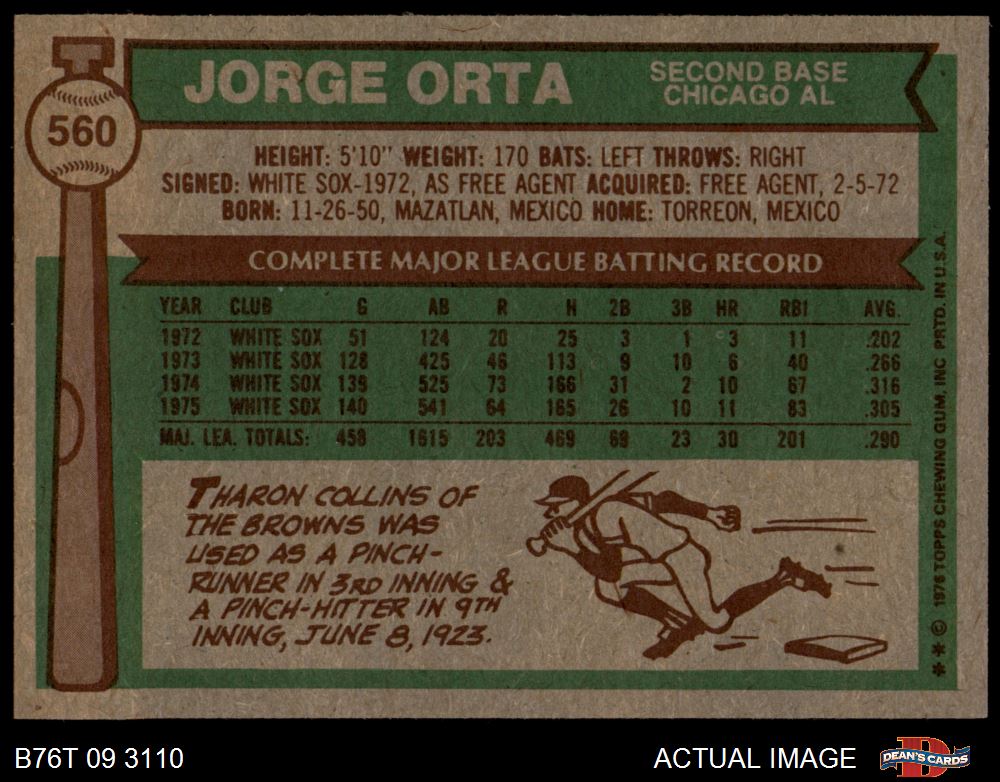 JORGE ORTA
SECOND BASE
CHICAGO AL
560
HEIGHT: 5'10" WEIGHT: 170 BATS: LEFT THROWS: RIGHT
SIGNED: WHITE SOX-1972, AS FREE AGENT ACQUIRED: FREE AGENT, 2-5-72
BORN: 11-26-50, MAZATLAN, MEXICO HOME: TORREON, MEXICO
COMPLETE MAJOR LEAGUE BATTING RECORD
YEAR CLUB G AB R H 2B 3B HR RBI AVG.
1972 WHITE SOX 51 124 20 25 3 1 3 11 .202
1973 WHITE SOX 128 425 46 113 9 10 6 40 .266
1974 WHITE SOX 139 525 73 166 31 2 10 67 .316
1975 WHITE SOX 140 541 64 165 26 10 11 83 .305
MAJ. LEA. TOTALS: 458 1615 203 469 69 23 30 201 .290
THARON COLLINS OF
THE BROWNS WAS
USED AS A PINCH-
RUNNER IN 3RD INNING &
A PINCH-HITTER IN 9TH
INNING, JUNE 8, 1923.
** © 1976 TOPPS CHEWING GUM, INC PRTD. IN U.S.A.
B76T 09 3110
ACTUAL IMAGE
DEAN'S CARDS